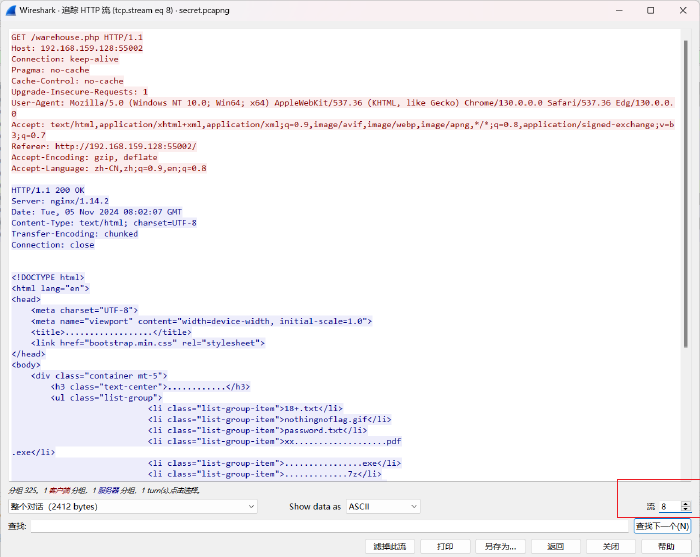 Wireshark · 追踪 HTTP 流 (tcp.stream eq 8) · secret.pcapng
GET /warehouse.php HTTP/1.1
Host: 192.168.159.128:55002
Connection: keep-alive
Pragma: no-cache
Cache-Control: no-cache
Upgrade-Insecure-Requests: 1
User-Agent: Mozilla/5.0 (Windows NT 10.0; Win64; x64) AppleWebKit/537.36 (KHTML, like Gecko) Chrome/130.0.0.0 Safari/537.36 Edg/130.0.0.
0
Accept: text/html,application/xhtml+xml,application/xml;q=0.9,image/avif,image/webp,image/apng,*/*;q=0.8,application/signed-exchange;v=b
3;q=0.7
Referer: http://192.168.159.128:55002/
Accept-Encoding: gzip, deflate
Accept-Language: zh-CN,zh;q=0.9,en;q=0.8
HTTP/1.1 200 OK
Server: nginx/1.14.2
Date: Tue, 05 Nov 2024 08:02:07 GMT
Content-Type: text/html; charset=UTF-8
Transfer-Encoding: chunked
Connection: close
<!DOCTYPE html>
<html lang="en">
<head>
<meta charset="UTF-8">
<meta name="viewport" content="width=device-width, initial-scale=1.0">
<title>..................</title>
<link href="bootstrap.min.css" rel="stylesheet">
</head>
<body>
<div class="container mt-5">
<h3 class="text-center">............</h3>
<ul class="list-group">
<li class="list-group-item">18+.txt</li>
<li class="list-group-item">nothingnoflag.gif</li>
<li class="list-group-item">password.txt</li>
<li class="list-group-item">xx..................pdf
.exe</li>
<li class="list-group-item">...............exe</li>
<li class="list-group-item">............7z</li>
分组 325。1 客户端 分组，1 服务器 分组，1 turn(s).点击选择。
整个对话 (2412 bytes) Show data as ASCII 流 8
查找: 查找下一个(N)
滤掉此流 打印 另存为… 返回 关闭 帮助